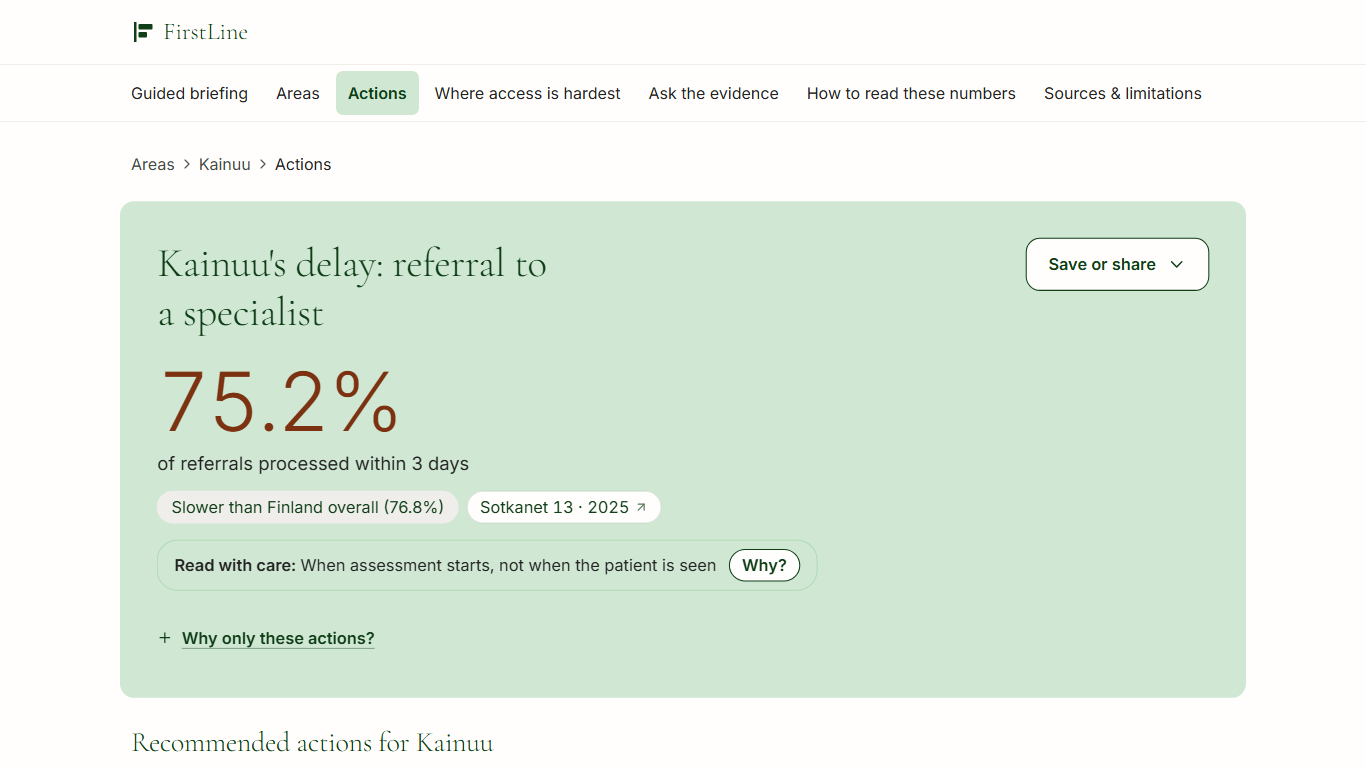 FirstLine
Guided briefing
Areas
Actions
Where access is hardest
Ask the evidence
How to read these numbers
Sources & limitations
Areas > Kainuu > Actions
Kainuu's delay: referral to
a specialist
Save or share
75.2%
of referrals processed within 3 days
Slower than Finland overall (76.8%)
Sotkanet 13 · 2025 ↗
Read with care: When assessment starts, not when the patient is seen
Why?
+ Why only these actions?
Recommended actions for Kainuu